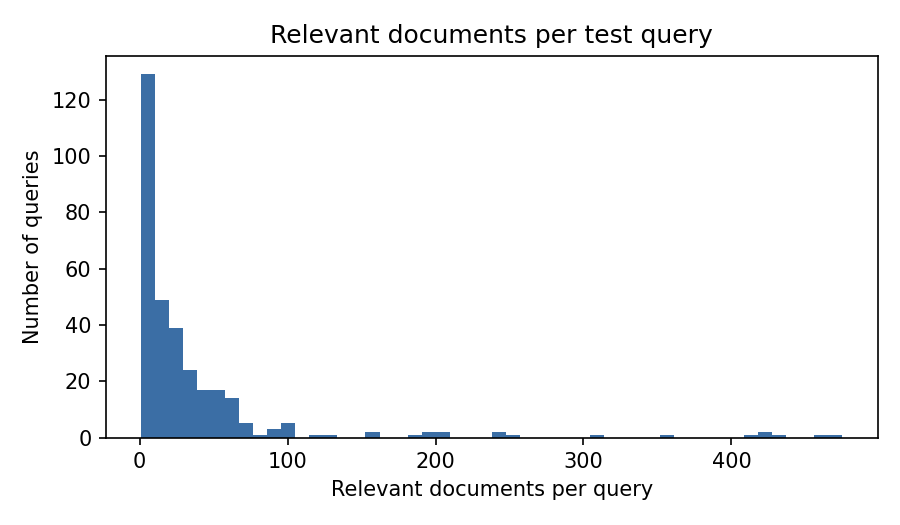 Relevant documents per test query
Number of queries
120
100
80
60
40
20
0
0 100 200 300 400
Relevant documents per query